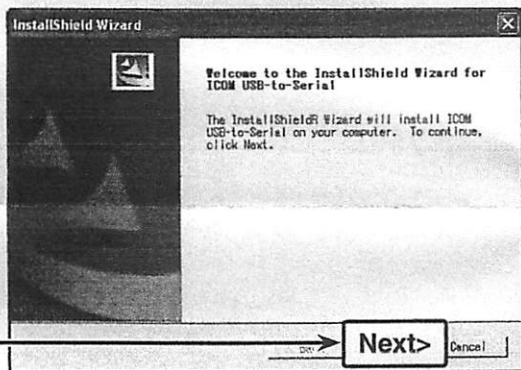 InstallShield Wizard
Welcome to the InstallShield Wizard for
ICOM USB-to-Serial
The InstallShieldR Wizard will install ICOM
USB-to-Serial on your computer. To continue,
click Next.
Next>
Cancel